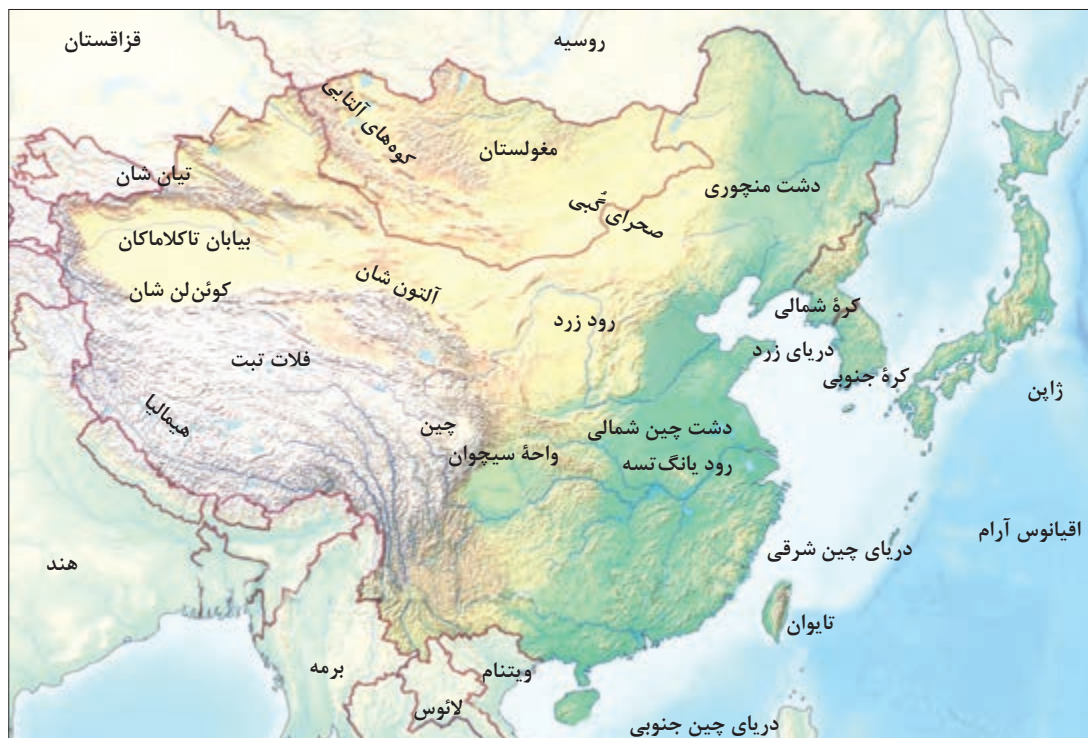 قزاقستان
روسیه
کوه‌های آلتایی
مغولستان
تیان شان
دشت منچوری
صحرای گُبی
بیابان تاکلاماکان
آلتون شان
کوئن‌لن شان
کرهٔ شمالی
رود زرد
دریای زرد
فلات تبت
کرهٔ جنوبی
ژاپن
هیمالیا
چین
دشت چین شمالی
واحهٔ سیچوان
رود یانگ‌تسه
اقیانوس آرام
دریای چین شرقی
هند
تایوان
برمه
ویتنام
لائوس
دریای چین جنوبی